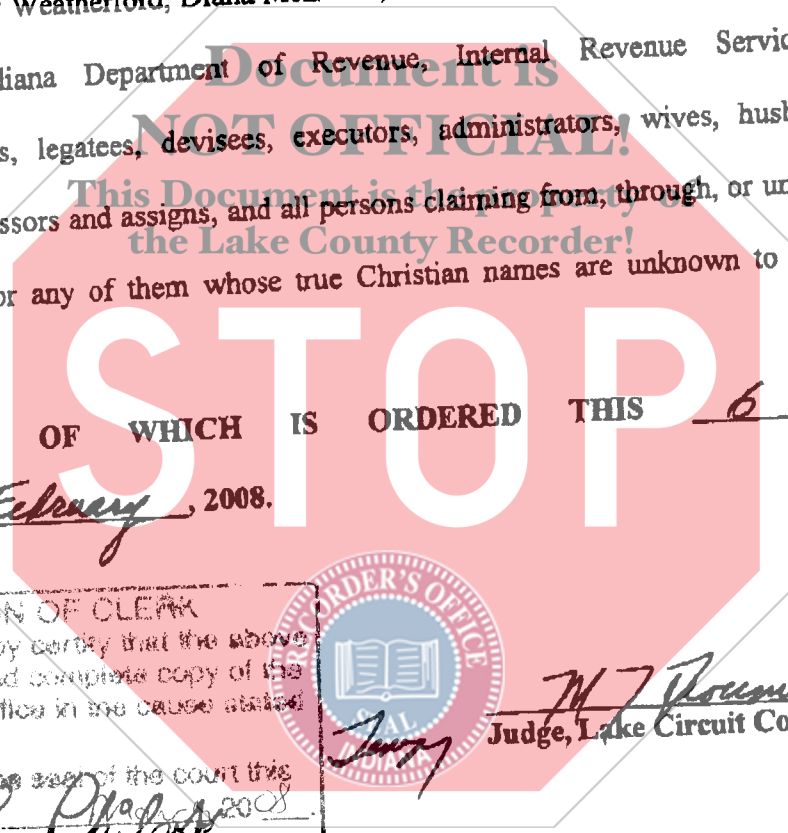 Weatherford, Diana
Document is
liana Department of Revenue, Internal Revenue Servic
NOT OFFICIAL!
s, legatees, devisees, executors, administrators, wives, husb
This Document is the property of
ssors and assigns, and all persons claiming from, through, or un
the Lake County Recorder!
or any of them whose true Christian names are unknown to
STOP
OF WHICH IS ORDERED THIS 6
February, 2008.
RECORDER'S OFFICE
SEAL
INDIANA
N OF CLERK
by certify that the above
nd complete copy of the
ffice in the cause stated
Judge, Lake Circuit Co
seal of the court this
2008.